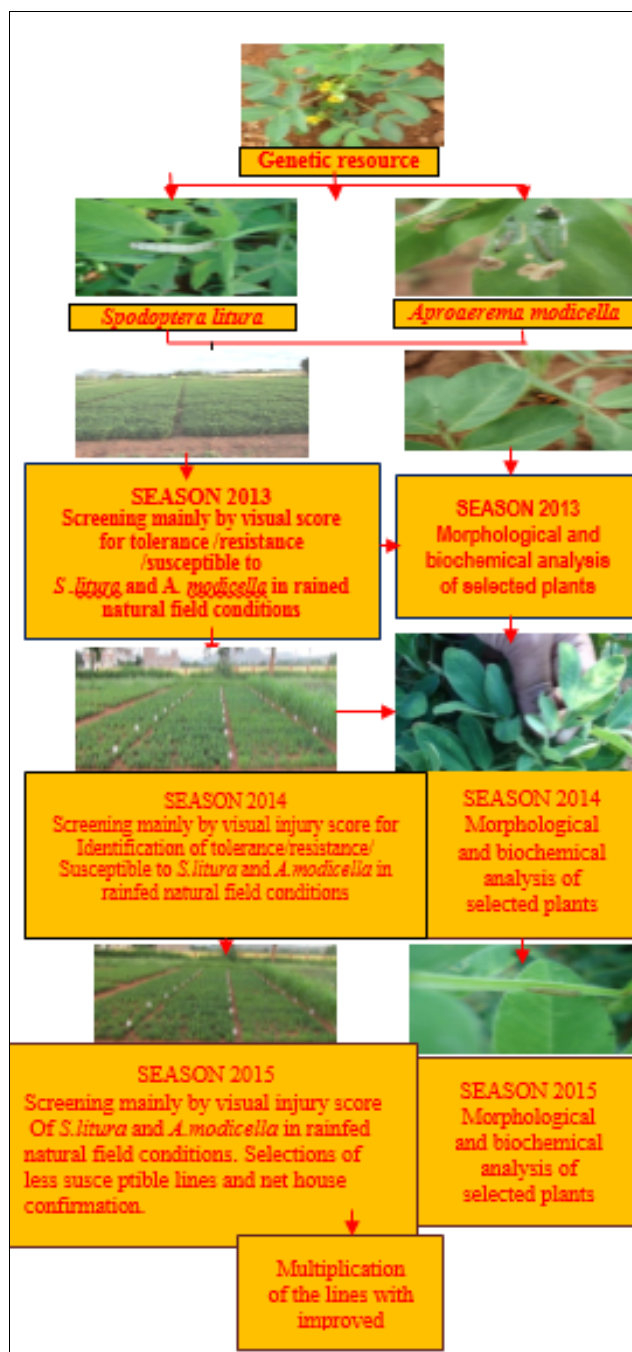 Genetic resource
Spodoptera litura
Aproaerema modicella
SEASON 2013
Screening mainly by visual score
for tolerance /resistance
/susceptible to
S .litura and A. modicella in rained
natural field conditions
SEASON 2013
Morphological and
biochemical analysis
of selected plants
SEASON 2014
Screening mainly by visual injury score for
Identification of tolerance/resistance/
Susceptible to S.litura and A.modicella in
rainfed natural field conditions
SEASON 2014
Morphological
and biochemical
analysis of
selected plants
SEASON 2015
Screening mainly by visual injury score
Of S.litura and A.modicella in rainfed
natural field conditions. Selections of
less susce ptible lines and net house
confirmation.
SEASON 2015
Morphological
and biochemical
analysis of
selected plants
Multiplication
of the lines with
improved